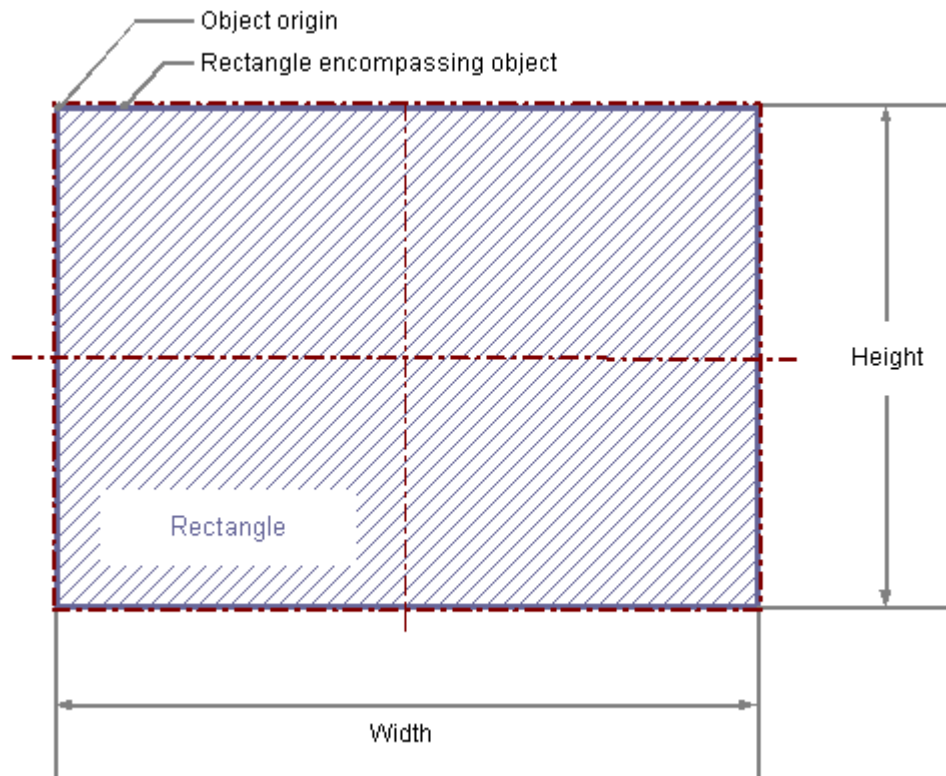 Object origin
Rectangle encompassing object
Height
Rectangle
Width